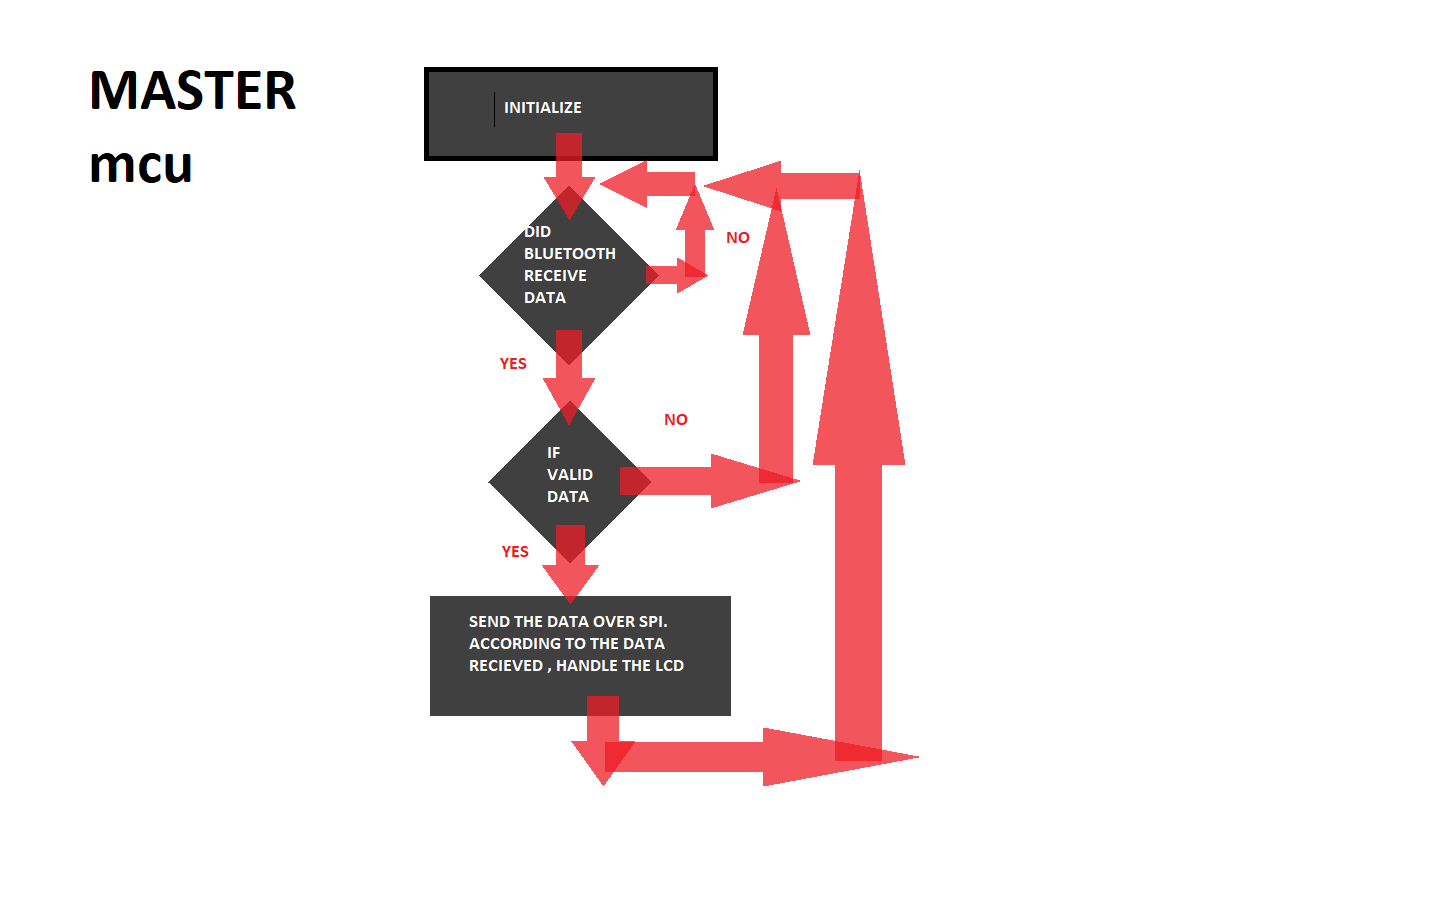 MASTER
mcu
INITIALIZE
DID
BLUETOOTH
RECEIVE
DATA
NO
YES
IF
VALID
DATA
NO
YES
SEND THE DATA OVER SPI.
ACCORDING TO THE DATA
RECIEVED , HANDLE THE LCD